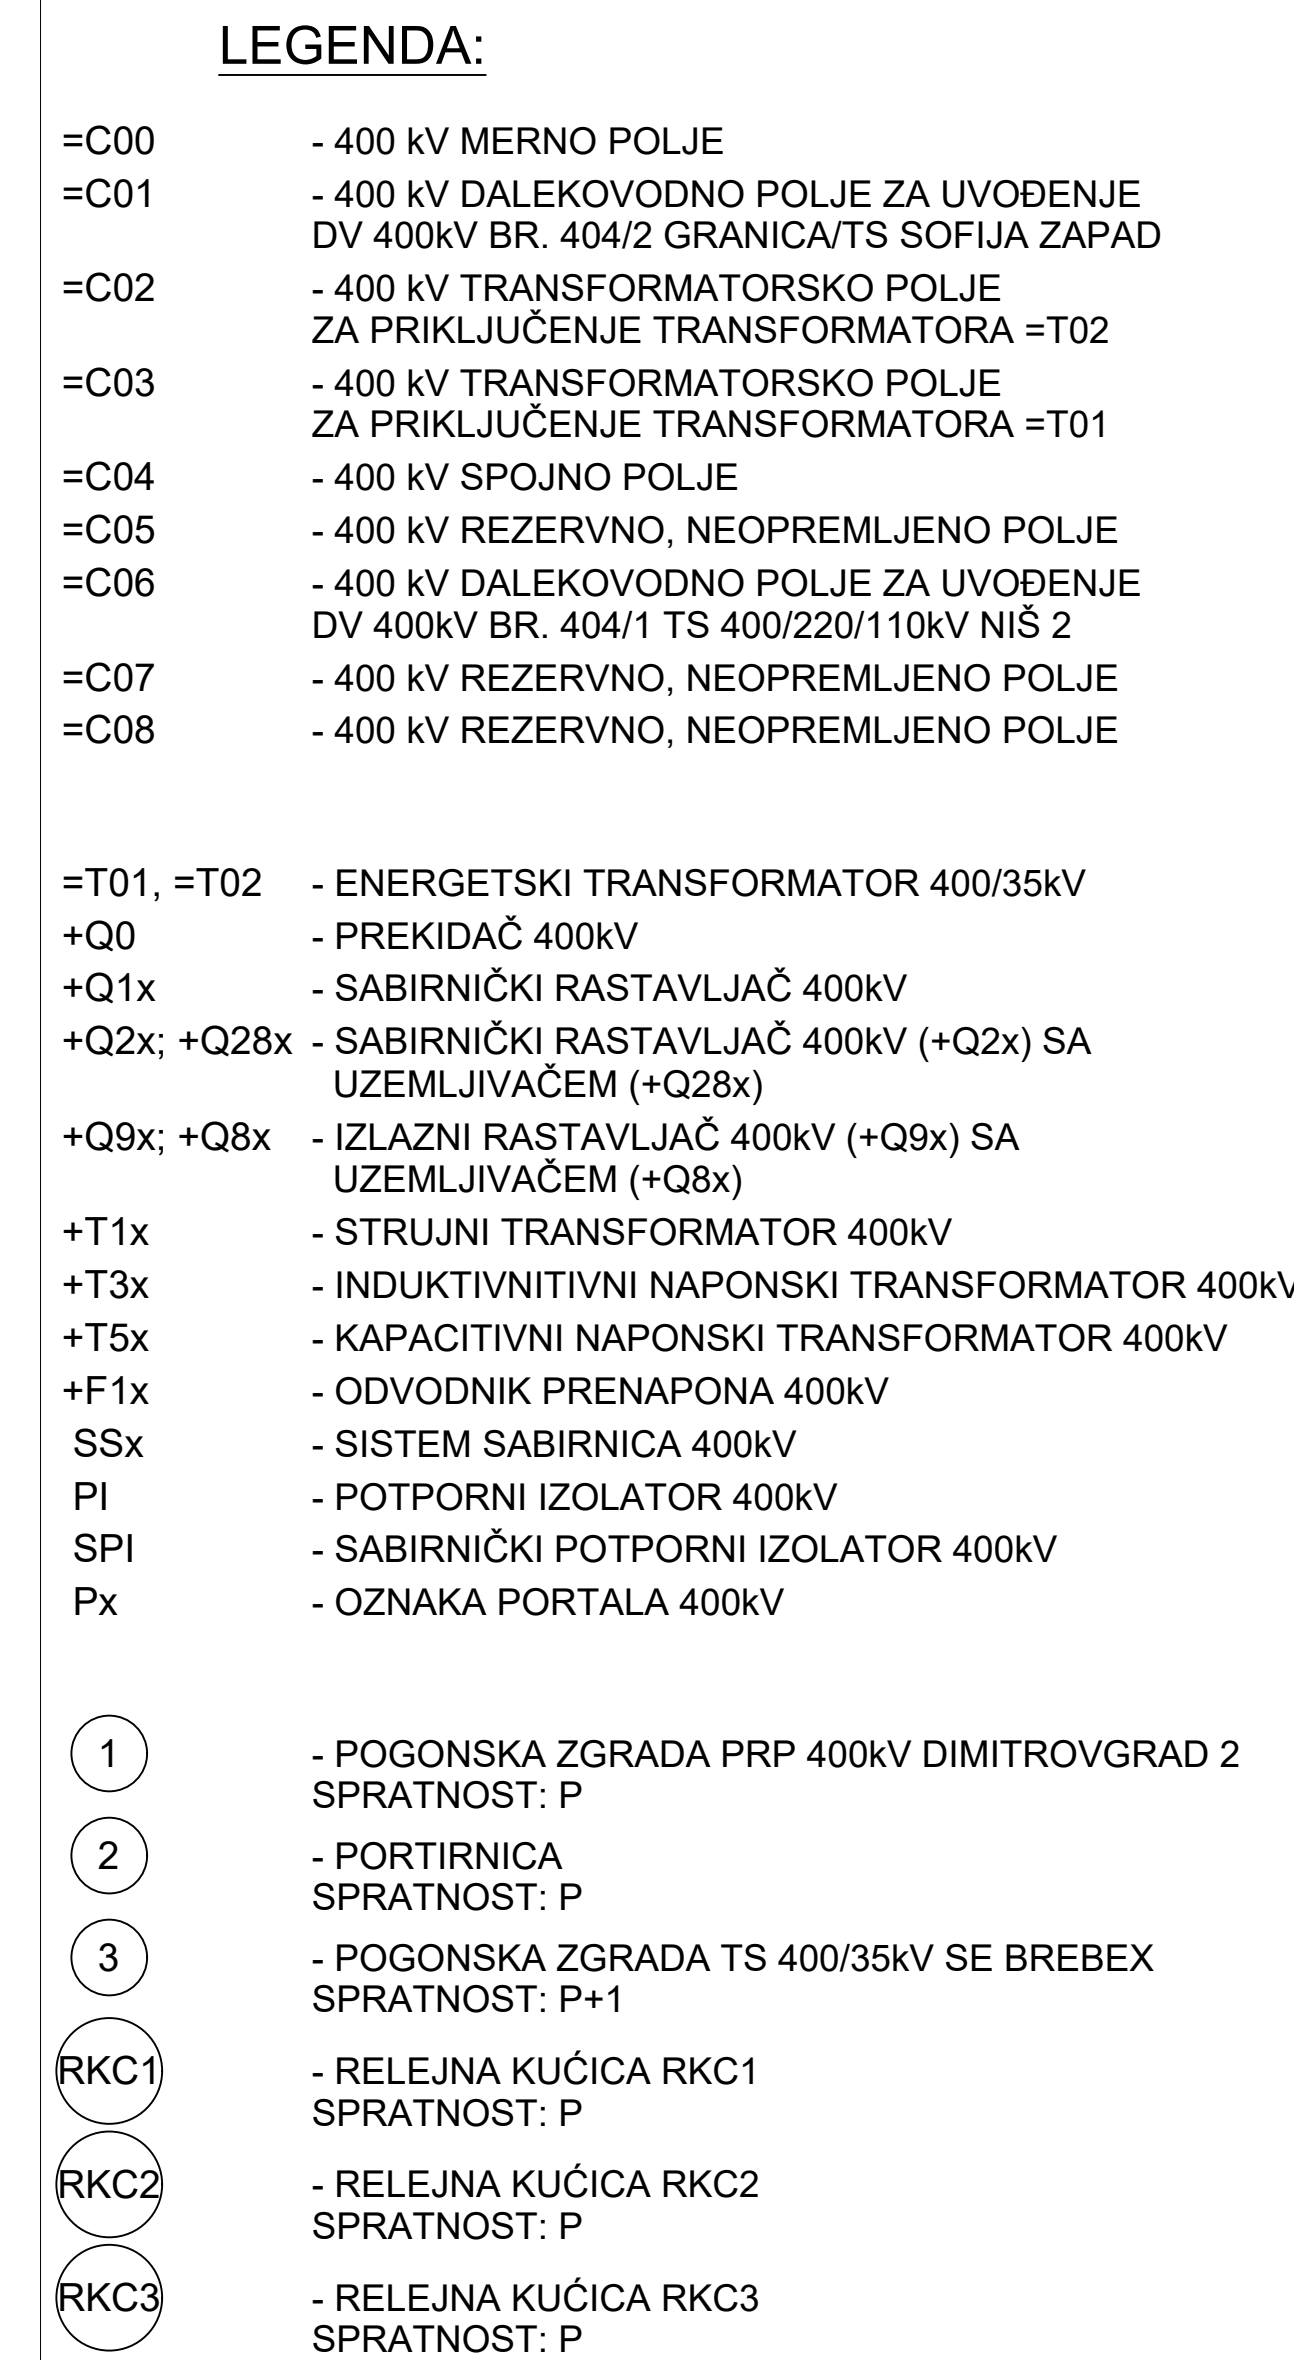 LEGENDA:
=C00 - 400 kV MERNO POLJE
=C01 - 400 kV DALEKOVODNO POLJE ZA UVOĐENJE
DV 400kV BR. 404/2 GRANICA/TS SOFIJA ZAPAD
=C02 - 400 kV TRANSFORMATORSKO POLJE
ZA PRIKLJUČENJE TRANSFORMATORA =T02
=C03 - 400 kV TRANSFORMATORSKO POLJE
ZA PRIKLJUČENJE TRANSFORMATORA =T01
=C04 - 400 kV SPOJNO POLJE
=C05 - 400 kV REZERVNO, NEOPREMLJENO POLJE
=C06 - 400 kV DALEKOVODNO POLJE ZA UVOĐENJE
DV 400kV BR. 404/1 TS 400/220/110kV NIŠ 2
=C07 - 400 kV REZERVNO, NEOPREMLJENO POLJE
=C08 - 400 kV REZERVNO, NEOPREMLJENO POLJE
=T01, =T02 - ENERGETSKI TRANSFORMATOR 400/35kV
+Q0 - PREKIDAČ 400kV
+Q1x - SABIRNIČKI RASTAVLJAČ 400kV
+Q2x; +Q28x - SABIRNIČKI RASTAVLJAČ 400kV (+Q2x) SA
UZEMLJIVAČEM (+Q28x)
+Q9x; +Q8x - IZLAZNI RASTAVLJAČ 400kV (+Q9x) SA
UZEMLJIVAČEM (+Q8x)
+T1x - STRUJNI TRANSFORMATOR 400kV
+T3x - INDUKTIVNITIVNI NAPONSKI TRANSFORMATOR 400kV
+T5x - KAPACITIVNI NAPONSKI TRANSFORMATOR 400kV
+F1x - ODVODNIK PRENAPONA 400kV
SSx - SISTEM SABIRNICA 400kV
PI - POTPORNI IZOLATOR 400kV
SPI - SABIRNIČKI POTPORNI IZOLATOR 400kV
Px - OZNAKA PORTALA 400kV
1 - POGONSKA ZGRADA PRP 400kV DIMITROVGRAD 2
SPRATNOST: P
2 - PORTIRNICA
SPRATNOST: P
3 - POGONSKA ZGRADA TS 400/35kV SE BREBEX
SPRATNOST: P+1
RKC1 - RELEJNA KUĆICA RKC1
SPRATNOST: P
RKC2 - RELEJNA KUĆICA RKC2
SPRATNOST: P
RKC3 - RELEJNA KUĆICA RKC3
SPRATNOST: P